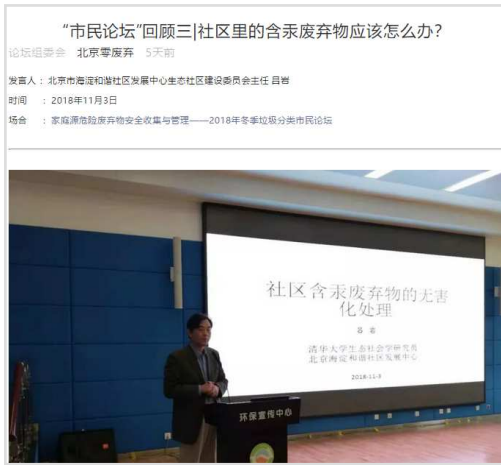 “市民论坛”回顾三|社区里的含汞废弃物应该怎么办?
论坛组委会 北京零废弃 5天前
发言人：北京市海淀和谐社区发展中心生态社区建设委员会主任 吕岩
时间 ：2018年11月3日
场合 ：家庭源危险废弃物安全收集与管理——2018年冬季垃圾分类市民论坛
社区含汞废弃物的无害
化处理
清华大学生态社会学研究员
北京海淀和谐社区发展中心
2018-11-3
环保宣传中心